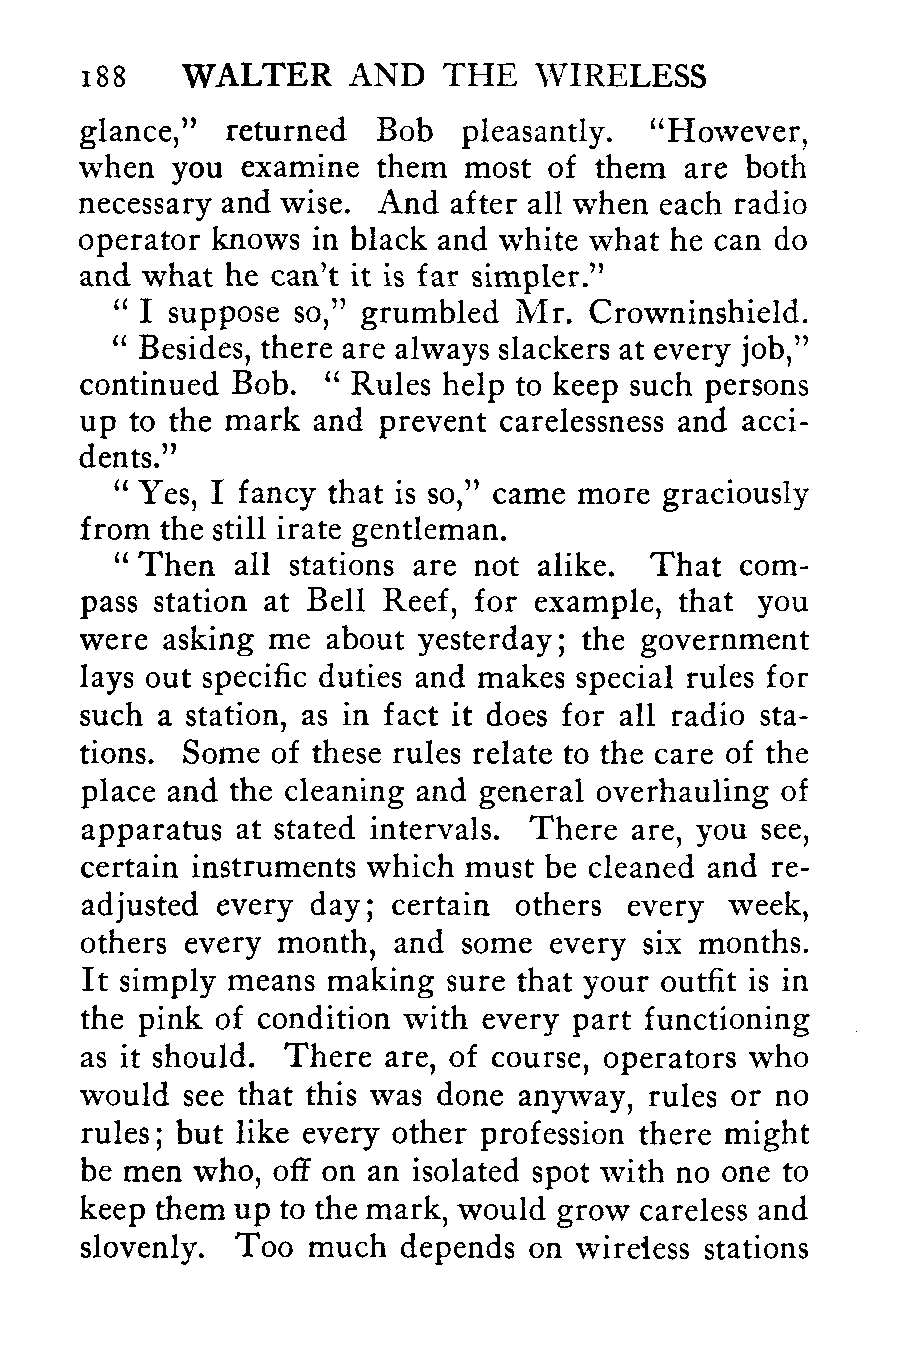 188 WALTER AND THE WIRELESS
glance," returned Bob pleasantly. "However,
when you examine them most of them are both
necessary and wise. And after all when each radio
operator knows in black and white what he can do
and what he can't it is far simpler."
" I suppose so," grumbled Mr. Crowninshield.
" Besides, there are always slackers at every job,"
continued Bob. " Rules help to keep such persons
up to the mark and prevent carelessness and acci-
dents."
" Yes, I fancy that is so," came more graciously
from the still irate gentleman.
" Then all stations are not alike. That com-
pass station at Bell Reef, for example, that you
were asking me about yesterday; the government
lays out specific duties and makes special rules for
such a station, as in fact it does for all radio sta-
tions. Some of these rules relate to the care of the
place and the cleaning and general overhauling of
apparatus at stated intervals. There are, you see,
certain instruments which must be cleaned and re-
adjusted every day; certain others every week,
others every month, and some every six months.
It simply means making sure that your outfit is in
the pink of condition with every part functioning
as it should. There are, of course, operators who
would see that this was done anyway, rules or no
rules; but like every other profession there might
be men who, off on an isolated spot with no one to
keep them up to the mark, would grow careless and
slovenly. Too much depends on wireless stations